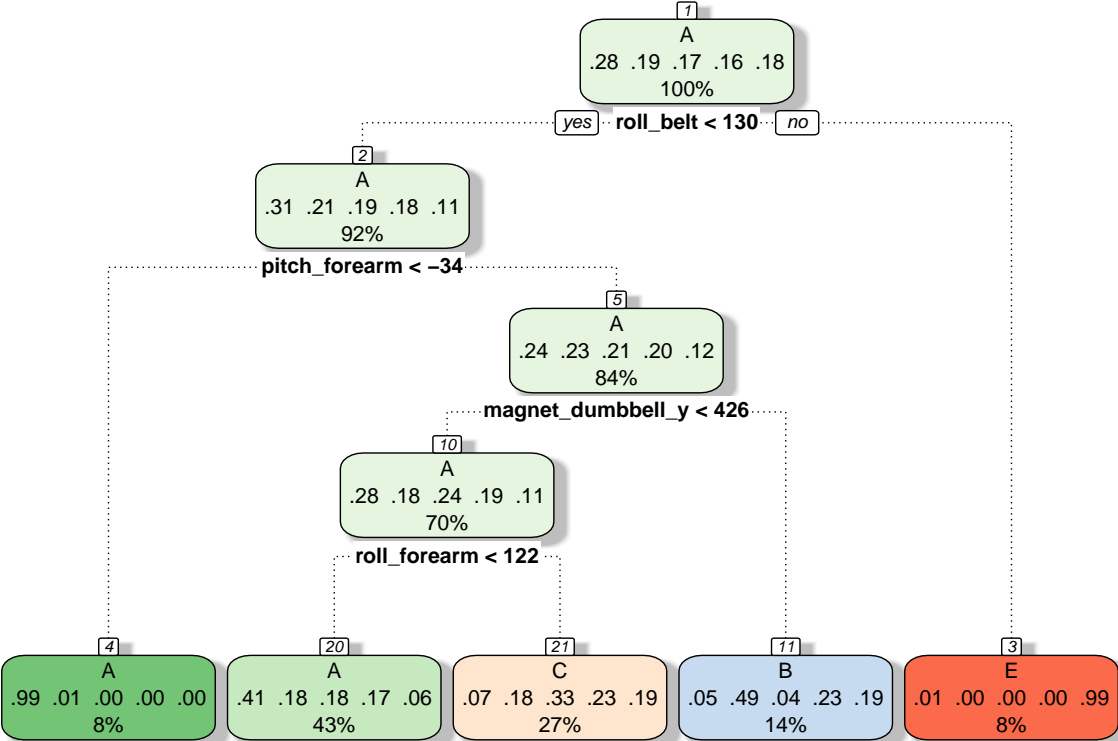 1
A
.28 .19 .17 .16 .18
100%
yes roll_belt < 130 no
2
A
.31 .21 .19 .18 .11
92%
pitch_forearm < −34
5
A
.24 .23 .21 .20 .12
84%
magnet_dumbbell_y < 426
10
A
.28 .18 .24 .19 .11
70%
roll_forearm < 122
4
A
.99 .01 .00 .00 .00
8%
20
A
.41 .18 .18 .17 .06
43%
21
C
.07 .18 .33 .23 .19
27%
11
B
.05 .49 .04 .23 .19
14%
3
E
.01 .00 .00 .00 .99
8%